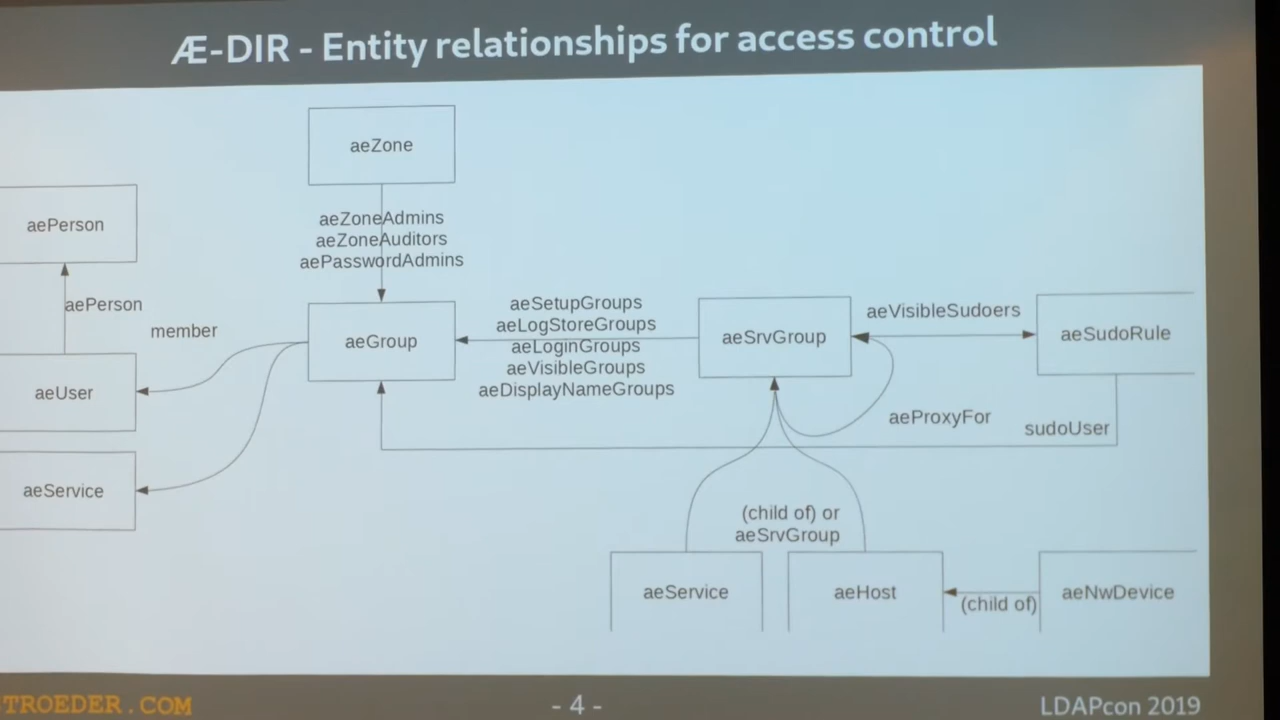 Æ-DIR - Entity relationships for access control
aeZone
aePerson
aeZoneAdmins
aeZoneAuditors
aePasswordAdmins
aePerson
member
aeGroup
aeSetupGroups
aeLogStoreGroups
aeLoginGroups
aeVisibleGroups
aeDisplayNameGroups
aeSrvGroup
aeVisibleSudoers
aeSudoRule
aeUser
aeProxyFor
sudoUser
aeService
(child of) or
aeSrvGroup
aeService
aeHost
(child of)
aeNwDevice
STROEDER.COM
- 4 -
LDAPcon 2019